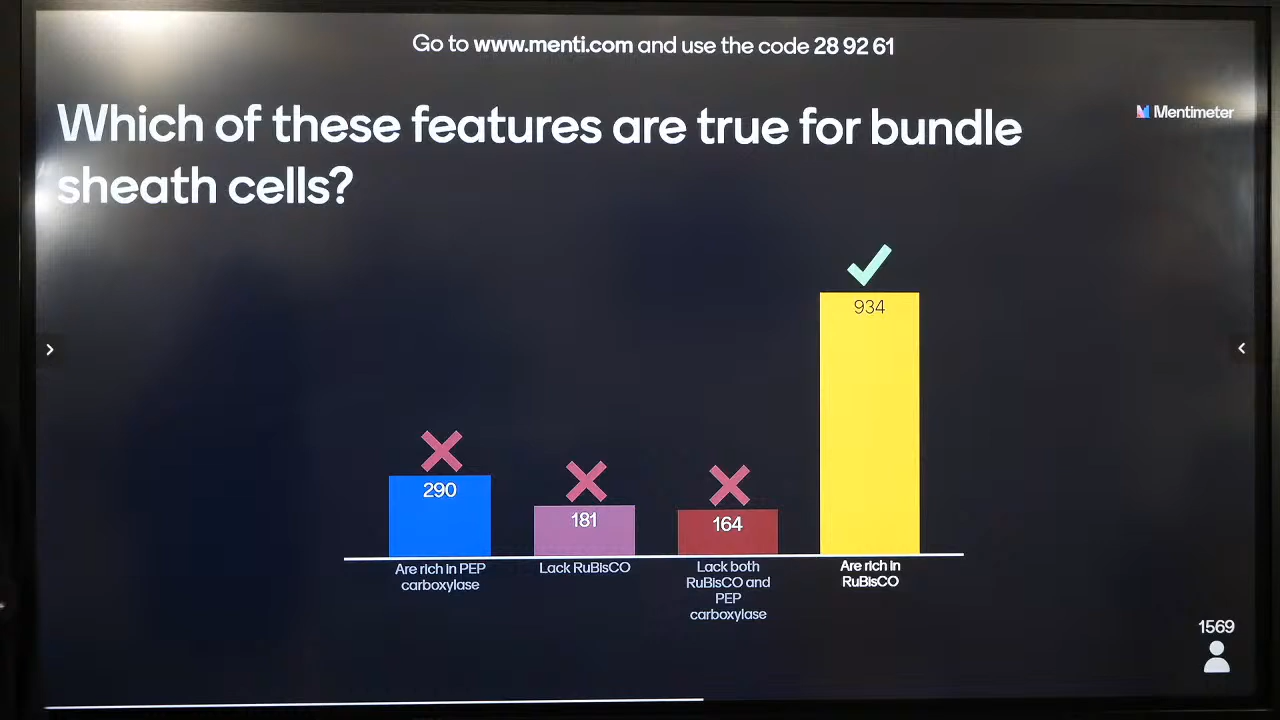 Go to www.menti.com and use the code 28 92 61
Which of these features are true for bundle
sheath cells?
Mentimeter
934
290
181
164
Are rich in PEP
carboxylase
Lack RuBisCO
Lack both
RuBisCO and
PEP
carboxylase
Are rich in
RuBisCO
1569